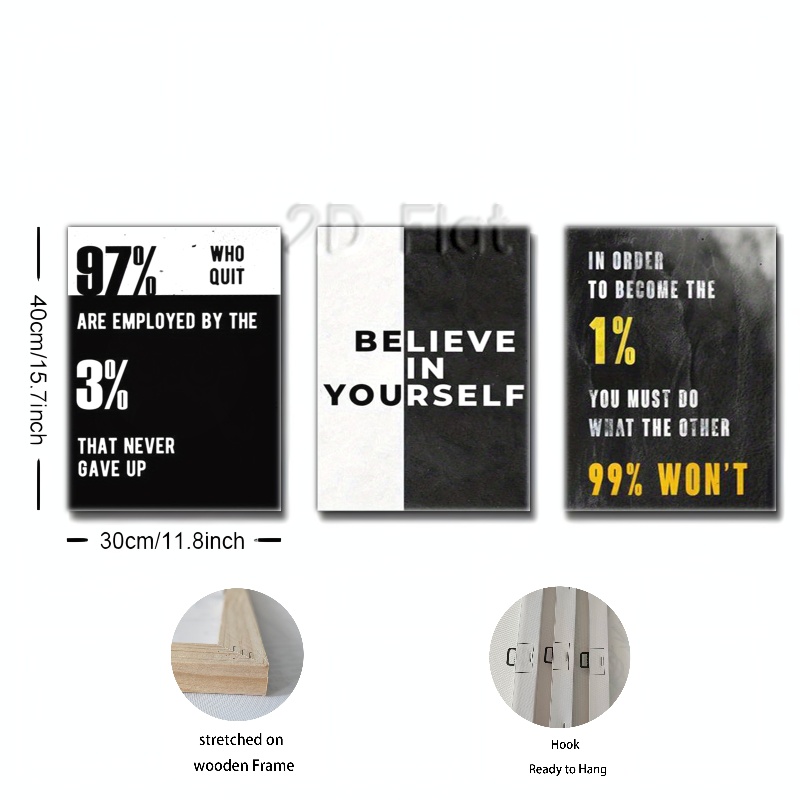 2D Flat
97% WHO
QUIT
ARE EMPLOYED BY THE
3%
THAT NEVER
GAVE UP
BELIEVE
IN
YOURSELF
IN ORDER
TO BECOME THE
1%
YOU MUST DO
WHAT THE OTHER
99% WON'T
40cm/15.7inch
30cm/11.8inch
stretched on
wooden Frame
Hook
Ready to Hang